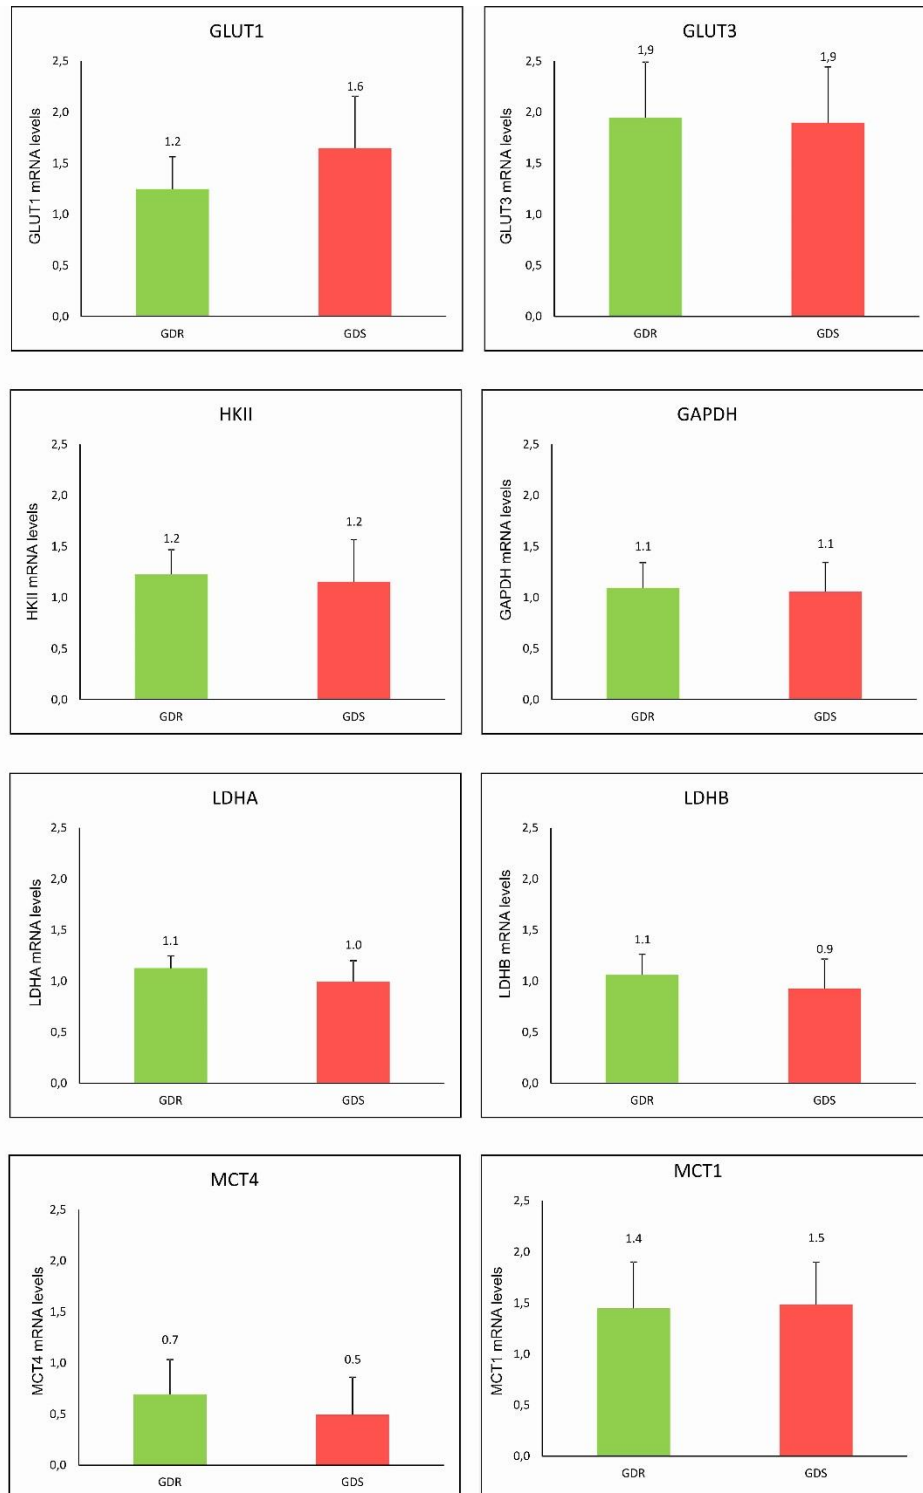 GLUT1
GLUT1 mRNA levels
2,5
2,0
1,5
1,0
0,5
0,0
1.2
1.6
GDR
GDS
GLUT3
GLUT3 mRNA levels
2,5
2,0
1,5
1,0
0,5
0,0
1,9
1,9
GDR
GDS
HKII
HKII mRNA levels
2,5
2,0
1,5
1,0
0,5
0,0
1.2
1.2
GDR
GDS
GAPDH
GAPDH mRNA levels
2,5
2,0
1,5
1,0
0,5
0,0
1.1
1.1
GDR
GDS
LDHA
LDHA mRNA levels
2,5
2,0
1,5
1,0
0,5
0,0
1.1
1.0
GDR
GDS
LDHB
LDHB mRNA levels
2,5
2,0
1,5
1,0
0,5
0,0
1.1
0.9
GDR
GDS
MCT4
MCT4 mRNA levels
2,5
2,0
1,5
1,0
0,5
0,0
0.7
0.5
GDR
GDS
MCT1
MCT1 mRNA levels
2,5
2,0
1,5
1,0
0,5
0,0
1.4
1.5
GDR
GDS